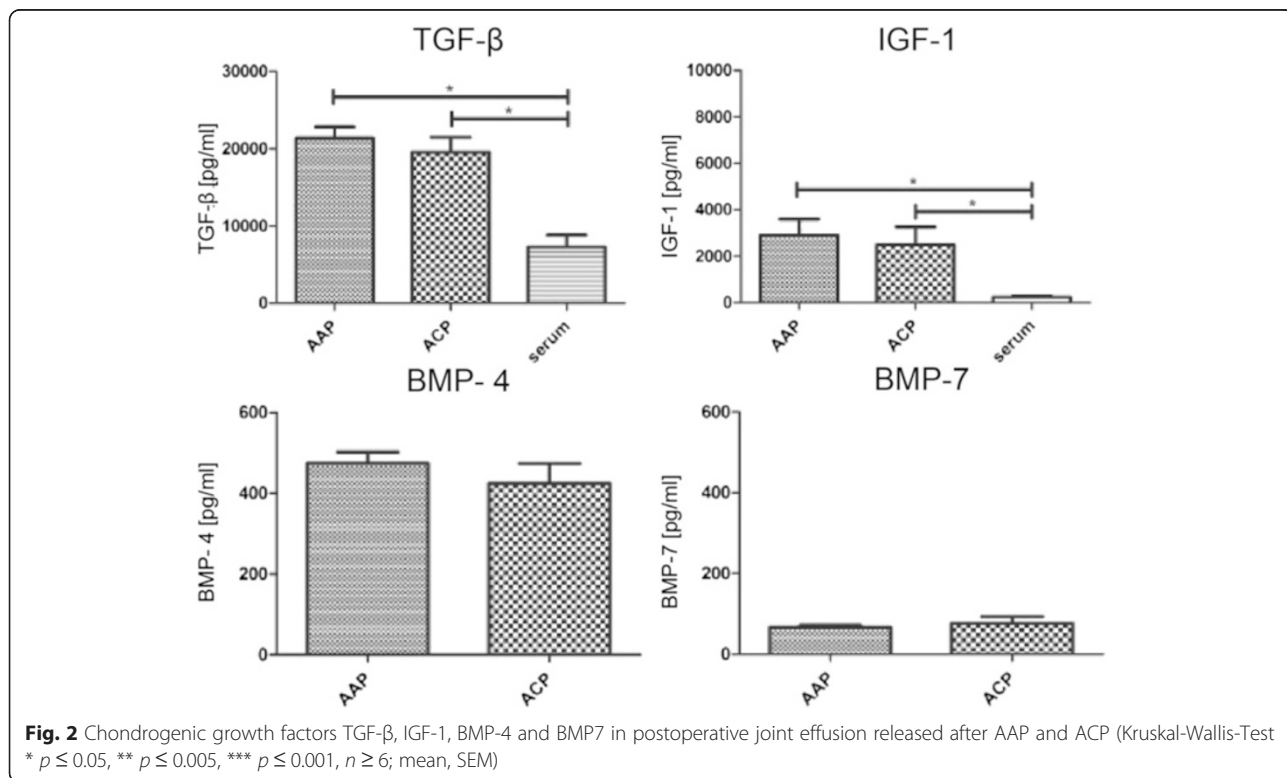 TGF-β
30000
20000
10000
0
TGF-β [pg/ml]
*
*
AAP
ACP
serum
IGF-1
10000
8000
6000
4000
2000
0
IGF-1 [pg/ml]
*
*
AAP
ACP
serum
BMP- 4
600
400
200
0
BMP- 4 [pg/ml]
AAP
ACP
BMP-7
600
400
200
0
BMP-7 [pg/ml]
AAP
ACP
Fig. 2 Chondrogenic growth factors TGF-β, IGF-1, BMP-4 and BMP7 in postoperative joint effusion released after AAP and ACP (Kruskal-Wallis-Test
* p ≤ 0.05, ** p ≤ 0.005, *** p ≤ 0.001, n ≥ 6; mean, SEM)